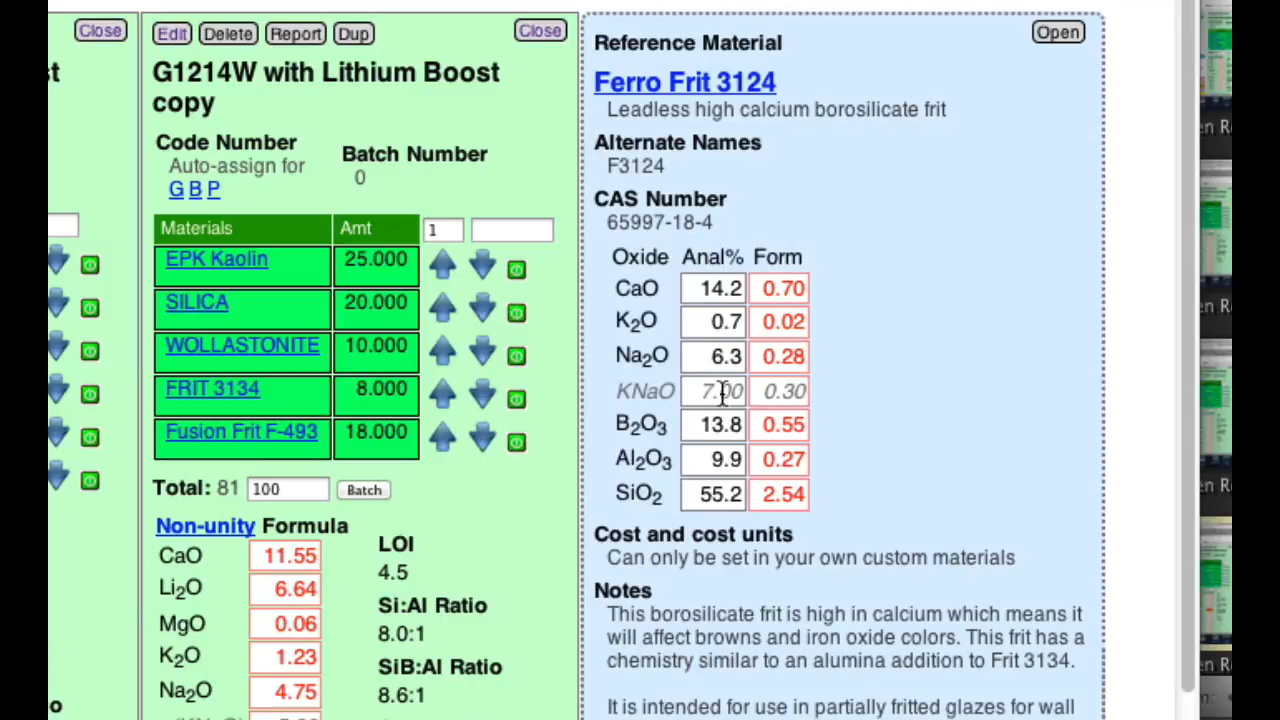 Close
st
o
Edit Delete Report Dup Close
G1214W with Lithium Boost
copy
Code Number
Auto-assign for
G B P
Batch Number
0
Materials Amt 1
EPK Kaolin 25.000
SILICA 20.000
WOLLASTONITE 10.000
FRIT 3134 8.000
Fusion Frit F-493 18.000
Total: 81 100 Batch
Non-unity Formula
CaO 11.55
Li2O 6.64
MgO 0.06
K2O 1.23
Na2O 4.75
LOI
4.5
Si:Al Ratio
8.0:1
SiB:Al Ratio
8.6:1
Reference Material Open
Ferro Frit 3124
Leadless high calcium borosilicate frit
Alternate Names
F3124
CAS Number
65997-18-4
Oxide Anal% Form
CaO 14.2 0.70
K2O 0.7 0.02
Na2O 6.3 0.28
KNaO 7.00 0.30
B2O3 13.8 0.55
Al2O3 9.9 0.27
SiO2 55.2 2.54
Cost and cost units
Can only be set in your own custom materials
Notes
This borosilicate frit is high in calcium which means it
will affect browns and iron oxide colors. This frit has a
chemistry similar to an alumina addition to Frit 3134.
It is intended for use in partially fritted glazes for wall
en R
en R
en R
en R